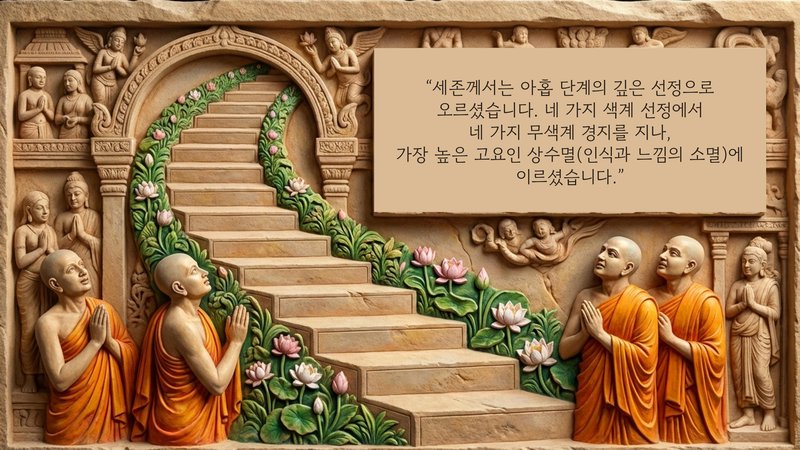 “세존께서는 아홉 단계의 깊은 선정으로
오르셨습니다. 네 가지 색계 선정에서
네 가지 무색계 경지를 지나,
가장 높은 고요인 상수멸(인식과 느낌의 소멸)에
이르셨습니다.”